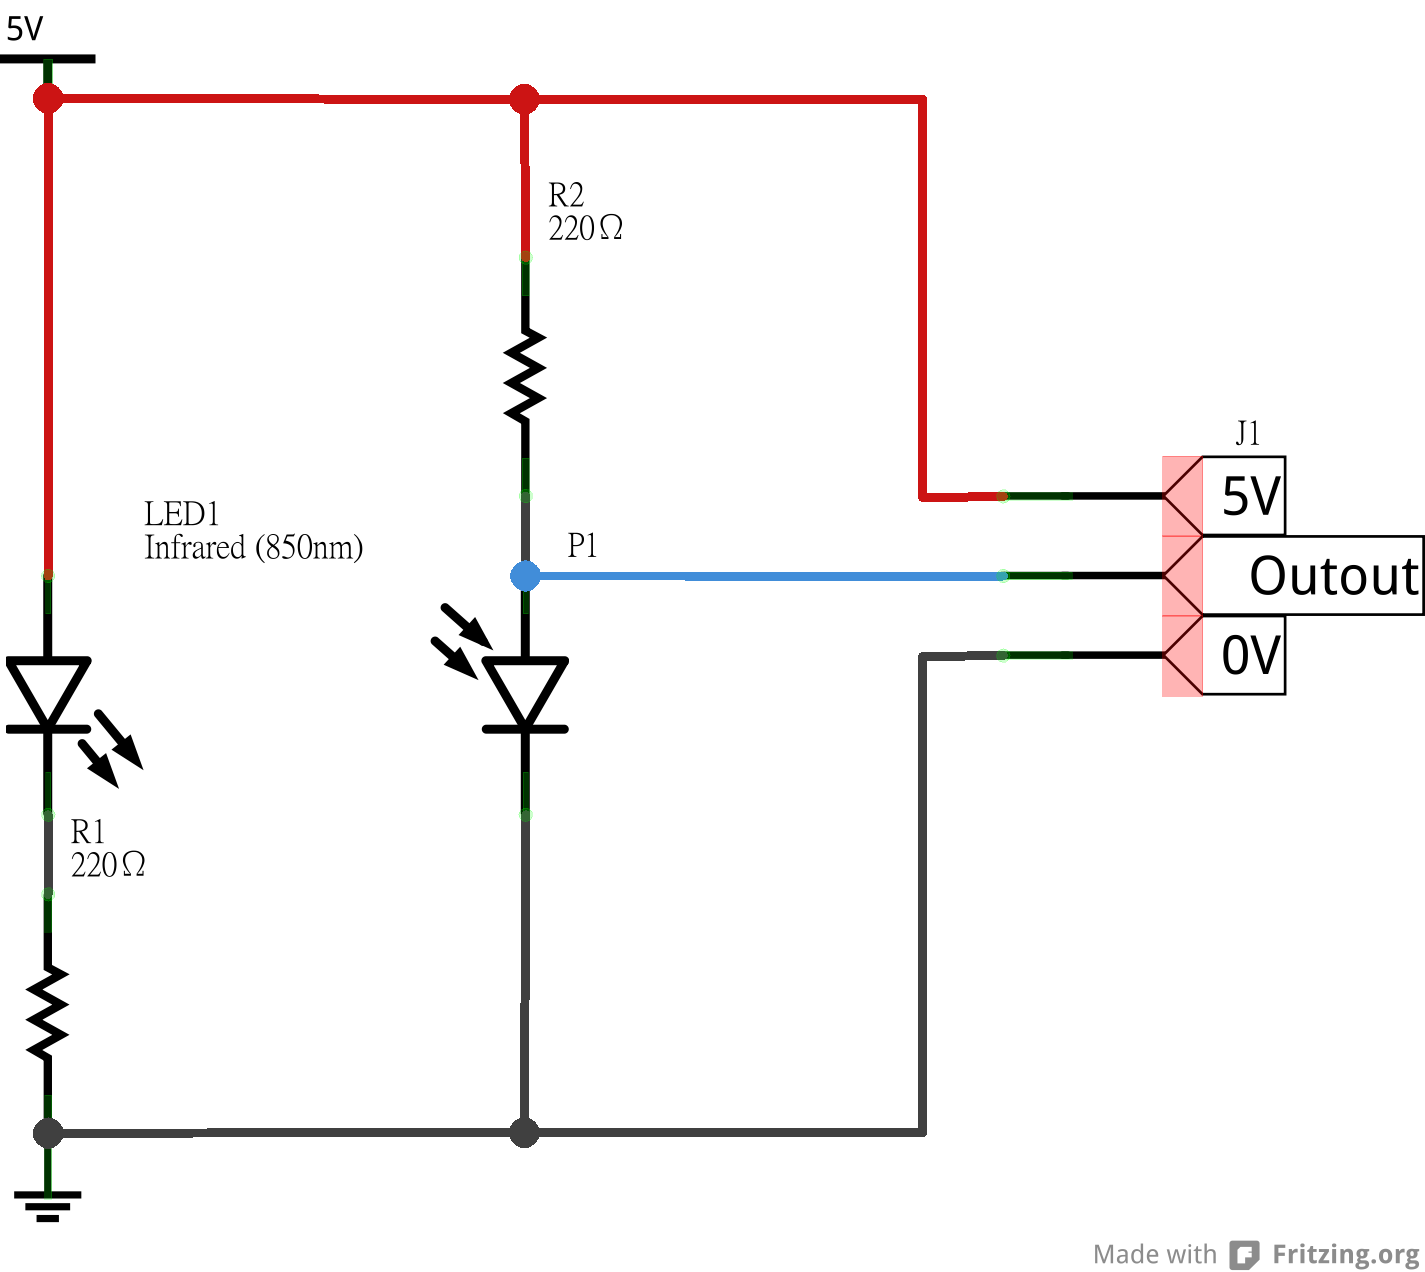 5V
R2
220Ω
J1
5V
LED1
Infrared (850nm)
P1
Outout
0V
R1
220Ω
Made with Fritzing.org